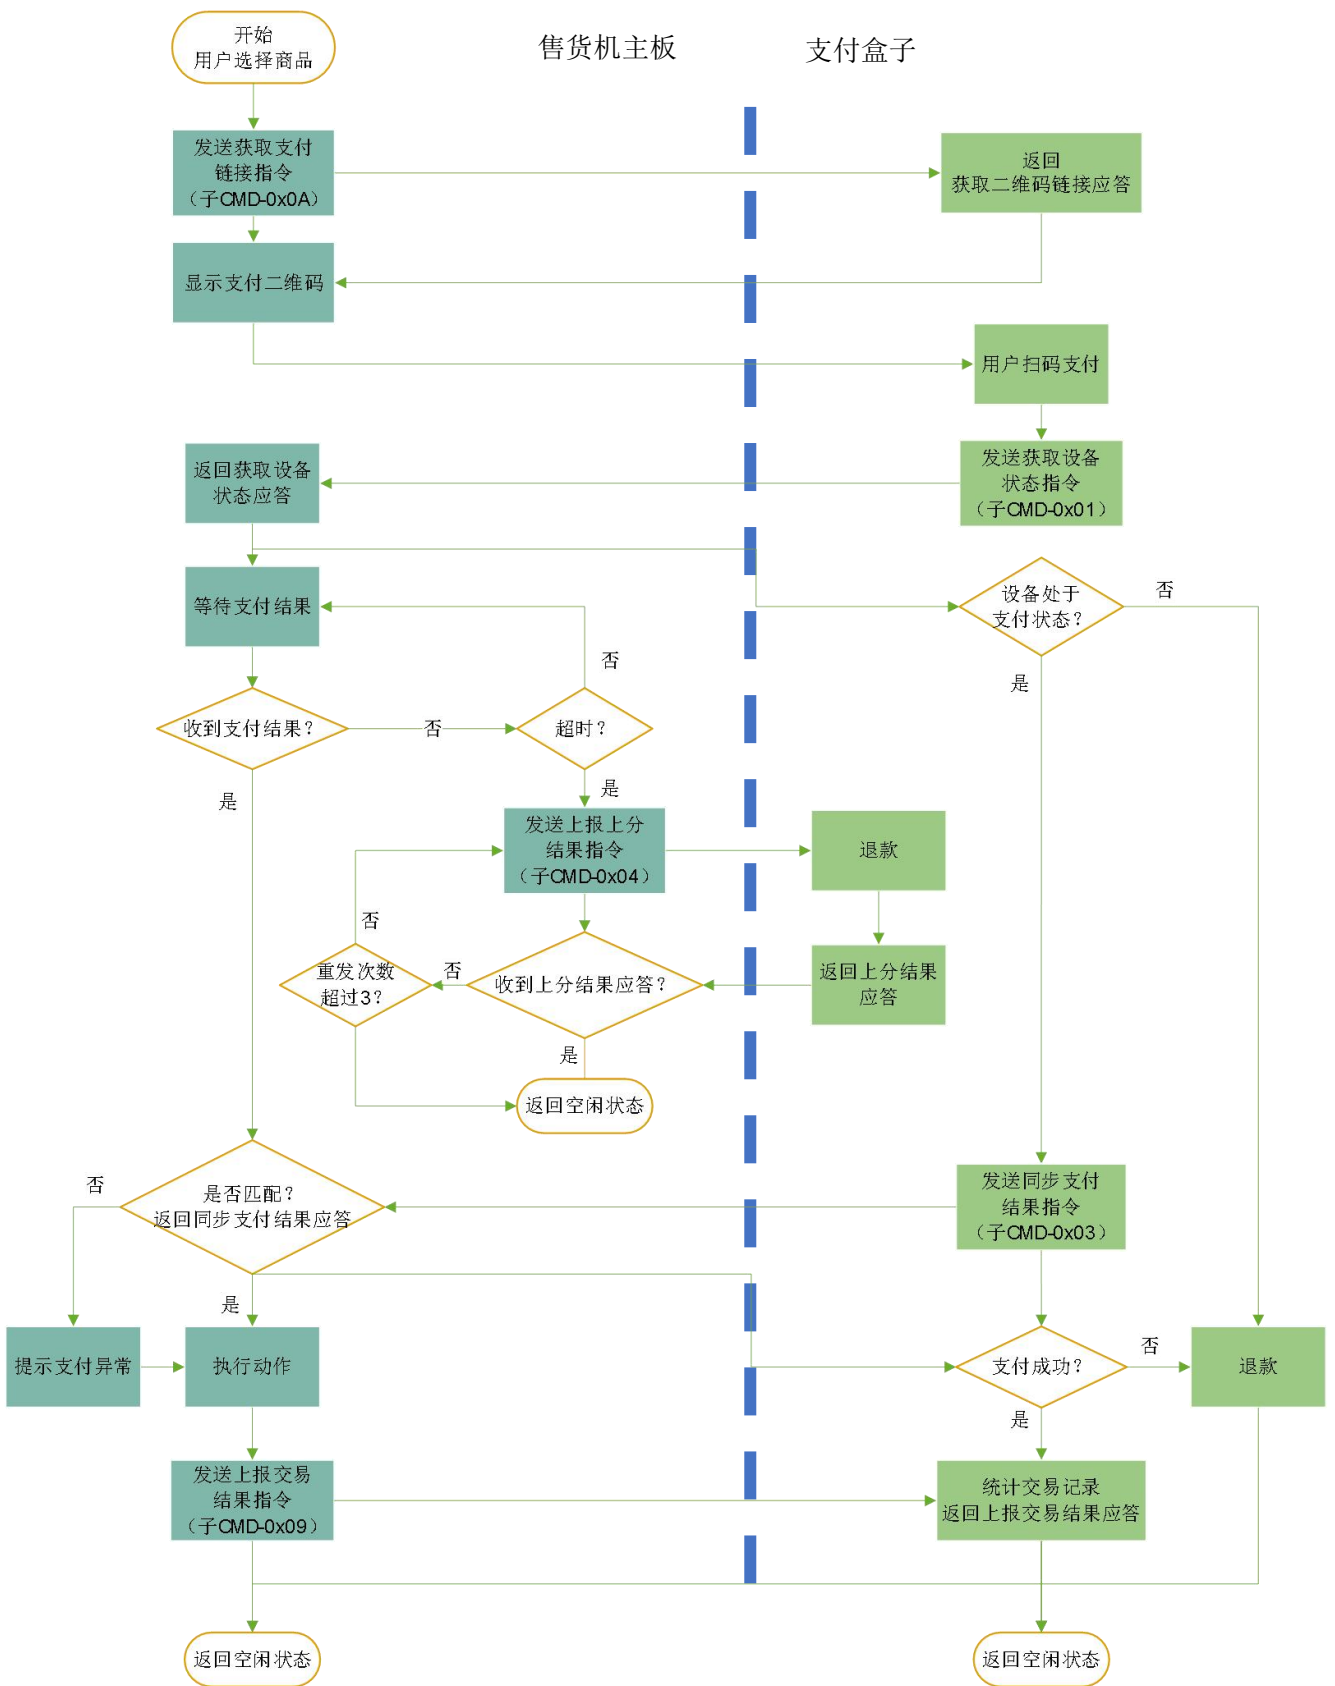 开始
用户选择商品
售货机主板
支付盒子
发送获取支付
链接指令
（子CMD-0x0A）
返回
获取二维码链接应答
显示支付二维码
用户扫码支付
返回获取设备
状态应答
发送获取设备
状态指令
（子CMD-0x01）
等待支付结果
设备处于
支付状态？
否
否
是
收到支付结果？
否
超时？
是
是
发送上报上分
结果指令
（子CMD-0x04）
退款
否
重发次数
超过3？
否
收到上分结果应答？
返回上分结果
应答
是
返回空闲状态
否
是否匹配？
返回同步支付结果应答
发送同步支付
结果指令
（子CMD-0x03）
是
提示支付异常
执行动作
支付成功？
否
退款
是
发送上报交易
结果指令
（子CMD-0x09）
统计交易记录
返回上报交易结果应答
返回空闲状态
返回空闲状态